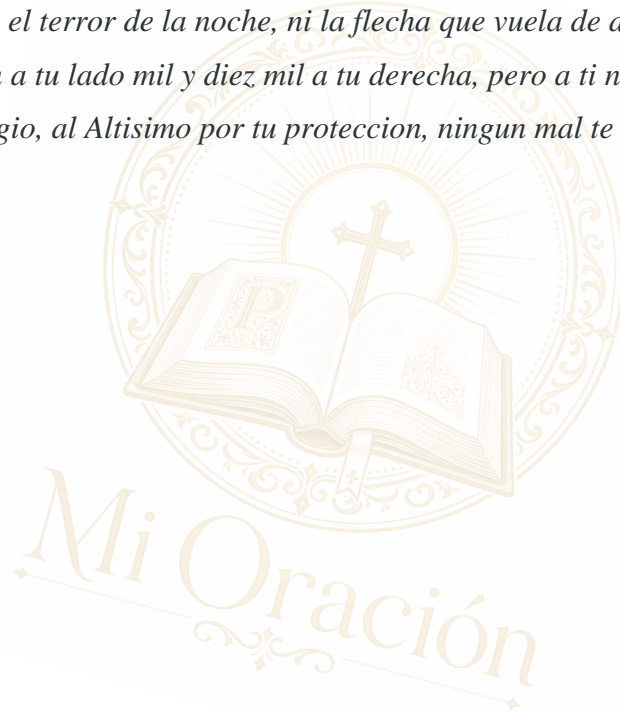 el terror de la noche, ni la flecha que vuela de
a tu lado mil y diez mil a tu derecha, pero a ti
al Altisimo por tu proteccion, ningun mal te
P
Mi Oración